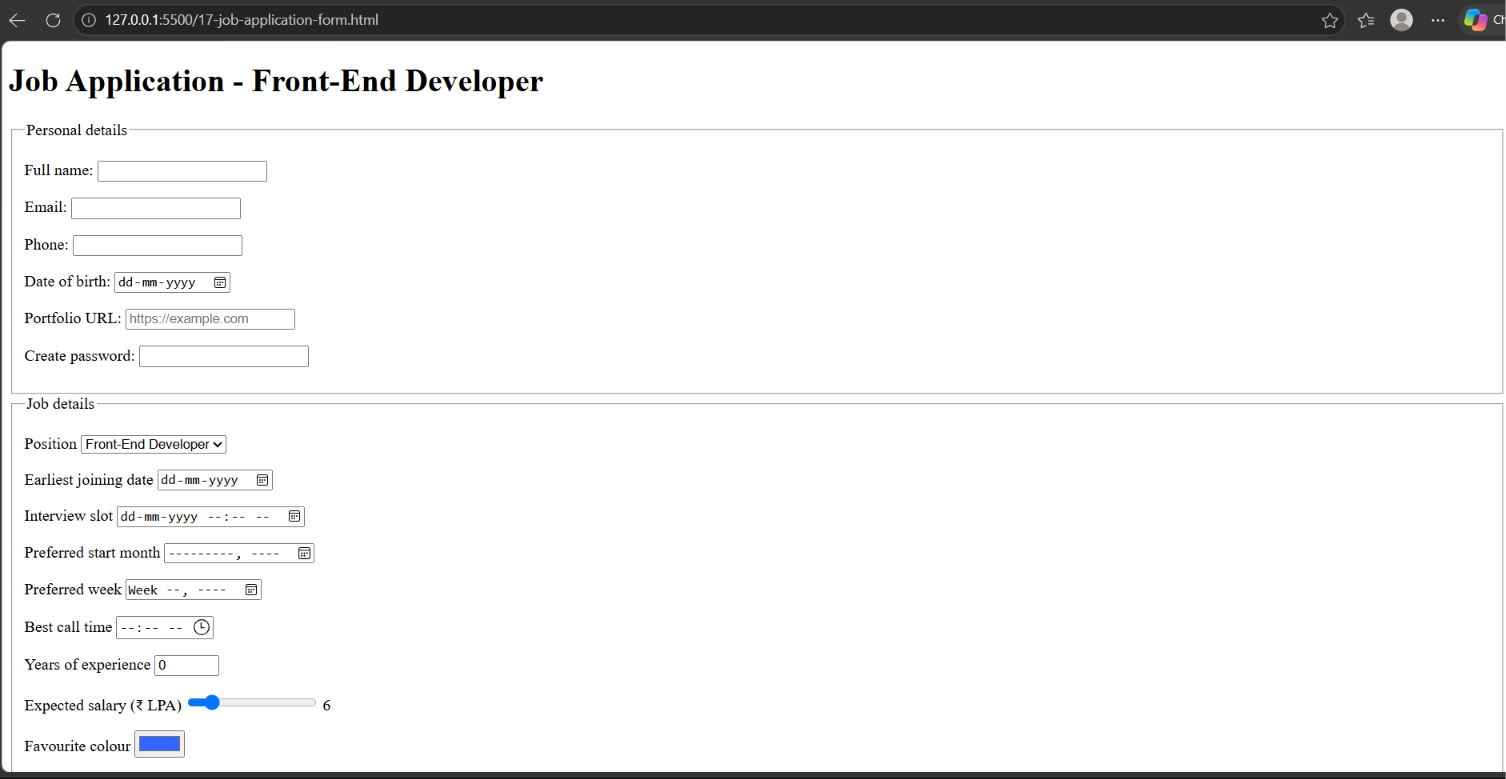 127.0.0.1:5500/17-job-application-form.html
Ch
Job Application - Front-End Developer
Personal details
Full name:
Email:
Phone:
Date of birth: dd-mm-yyyy
Portfolio URL: https://example.com
Create password:
Job details
Position Front-End Developer
Earliest joining date dd-mm-yyyy
Interview slot dd-mm-yyyy --:-- --
Preferred start month ---------, ----
Preferred week Week --, ----
Best call time --:-- --
Years of experience 0
Expected salary (₹ LPA) 6
Favourite colour